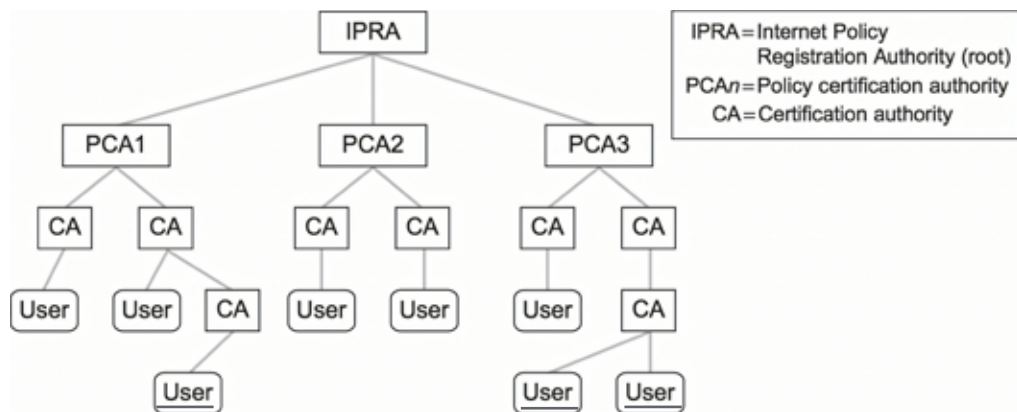 IPRA
IPRA=Internet Policy
Registration Authority (root)
PCAn=Policy certification authority
CA=Certification authority
PCA1
PCA2
PCA3
CA
CA
CA
CA
CA
CA
User
User
CA
User
User
User
CA
User
User
User